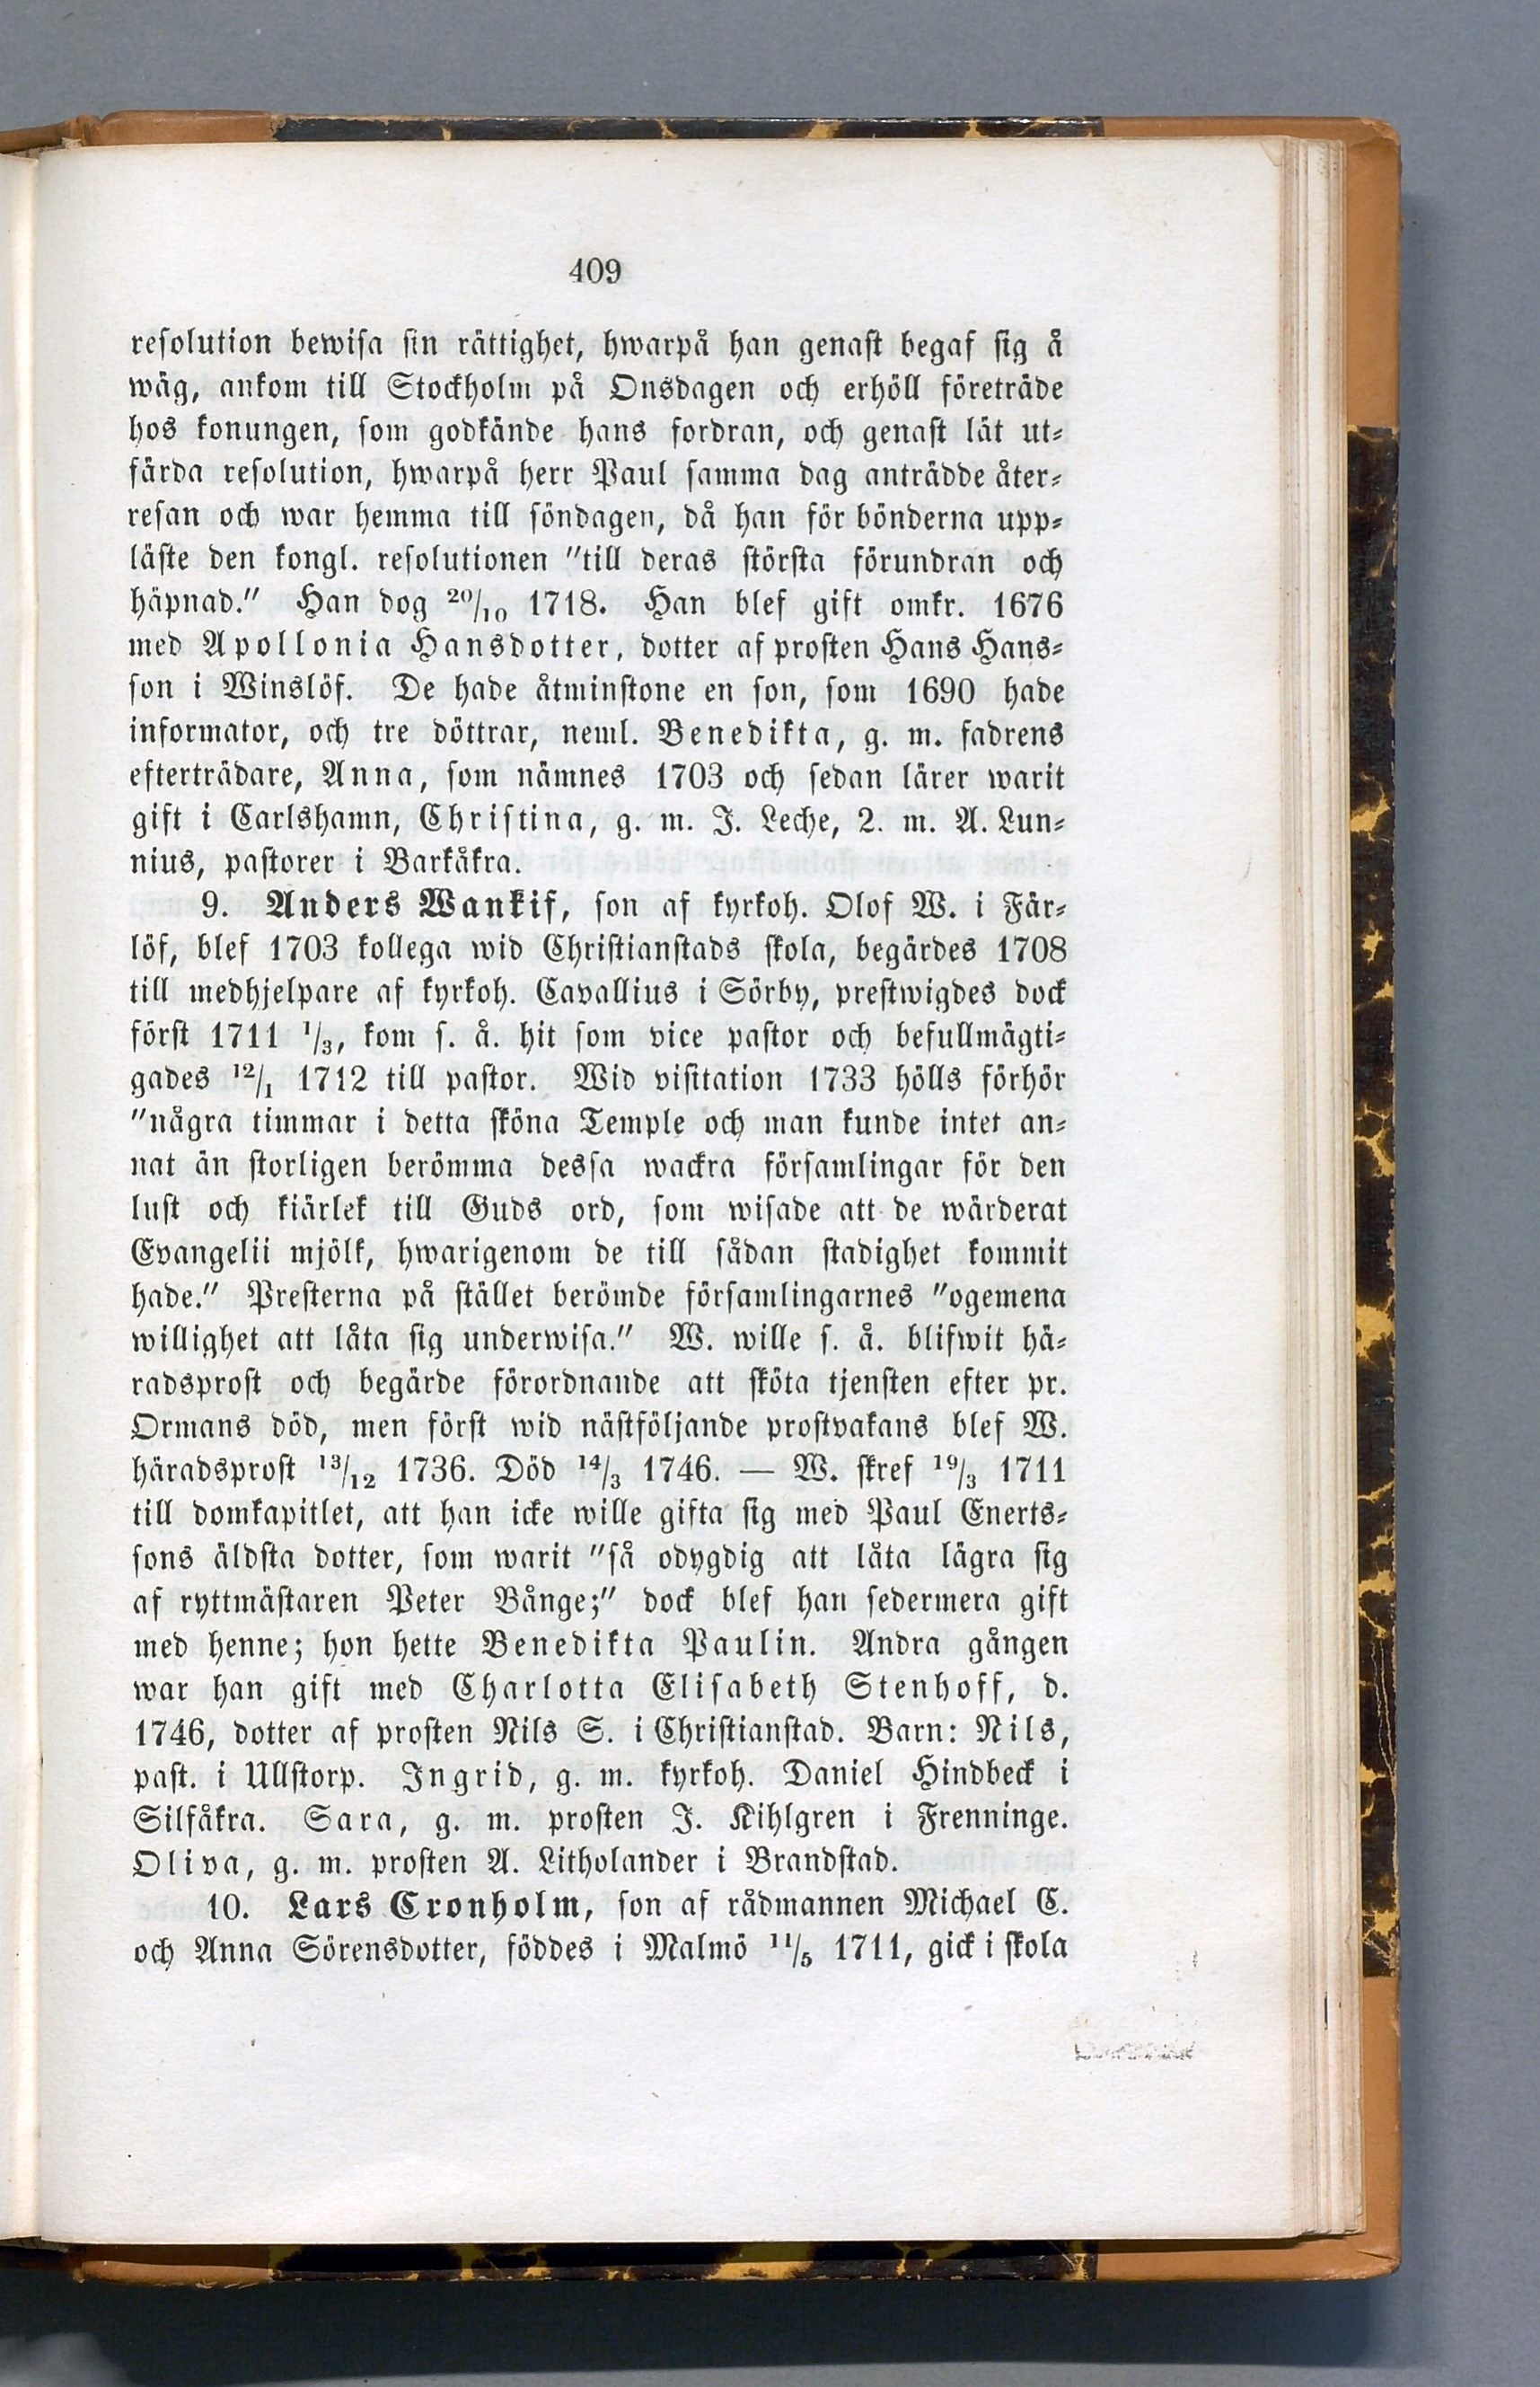 409
resolution bewisa sin rättighet, hwarpå han genast begaf sig å
wäg, ankom till Stockholm på Onsdagen och erhöll företräde
hos konungen, som godkände hans fordran, och genast lät ut-
färda resolution, hwarpå herr Paul samma dag anträdde åter-
resan och war hemma till söndagen, då han för bönderna upp-
läste den kongl. resolutionen "till deras största förundran och
häpnad." Han dog 20/10 1718. Han blef gift omkr. 1676
med Apollonia Hansdotter, dotter af prosten Hans Hans-
son i Winslöf. De hade åtminstone en son, som 1690 hade
informator, och tre döttrar, neml. Benedikta, g. m. fadrens
efterträdare, Anna, som nämnes 1703 och sedan lärer warit
gift i Carlshamn, Christina, g. m. J. Leche, 2. m. A. Lun-
nius, pastorer i Barkåkra.
9. Anders Wankif, son af kyrkoh. Olof W. i Fär-
löf, blef 1703 kollega wid Christianstads skola, begärdes 1708
till medhjelpare af kyrkoh. Cavallius i Sörby, prestwigdes dock
först 1711 1/3, kom s. å. hit som vice pastor och befullmägti-
gades 12/1 1712 till pastor. Wid visitation 1733 hölls förhör
"några timmar i detta sköna Temple och man kunde intet an-
nat än storligen berömma dessa wackra församlingar för den
lust och kiärlek till Guds ord, som wisade att de wärderat
Evangelii mjölk, hwarigenom de till sådan stadighet kommit
hade." Presterna på stället berömde församlingarnes "ogemena
willighet att låta sig underwisa." W. wille s. å. blifwit hä-
radsprost och begärde förordnande att sköta tjensten efter pr.
Ormans död, men först wid nästföljande prostvakans blef W.
häradsprost 13/12 1736. Död 14/3 1746. — W. skref 19/3 1711
till domkapitlet, att han icke wille gifta sig med Paul Enerts-
sons äldsta dotter, som warit "så odygdig att låta lägra sig
af ryttmästaren Peter Bånge;" dock blef han sedermera gift
med henne; hon hette Benedikta Paulin. Andra gången
war han gift med Charlotta Elisabeth Stenhoff, d.
1746, dotter af prosten Nils S. i Christianstad. Barn: Nils,
past. i Ullstorp. Ingrid, g. m. kyrkoh. Daniel Hindbeck i
Silfåkra. Sara, g. m. prosten J. Kihlgren i Frenninge.
Oliva, g. m. prosten A. Litholander i Brandstad.
10. Lars Cronholm, son af rådmannen Michael C.
och Anna Sörensdotter, föddes i Malmö 11/5 1711, gick i skola